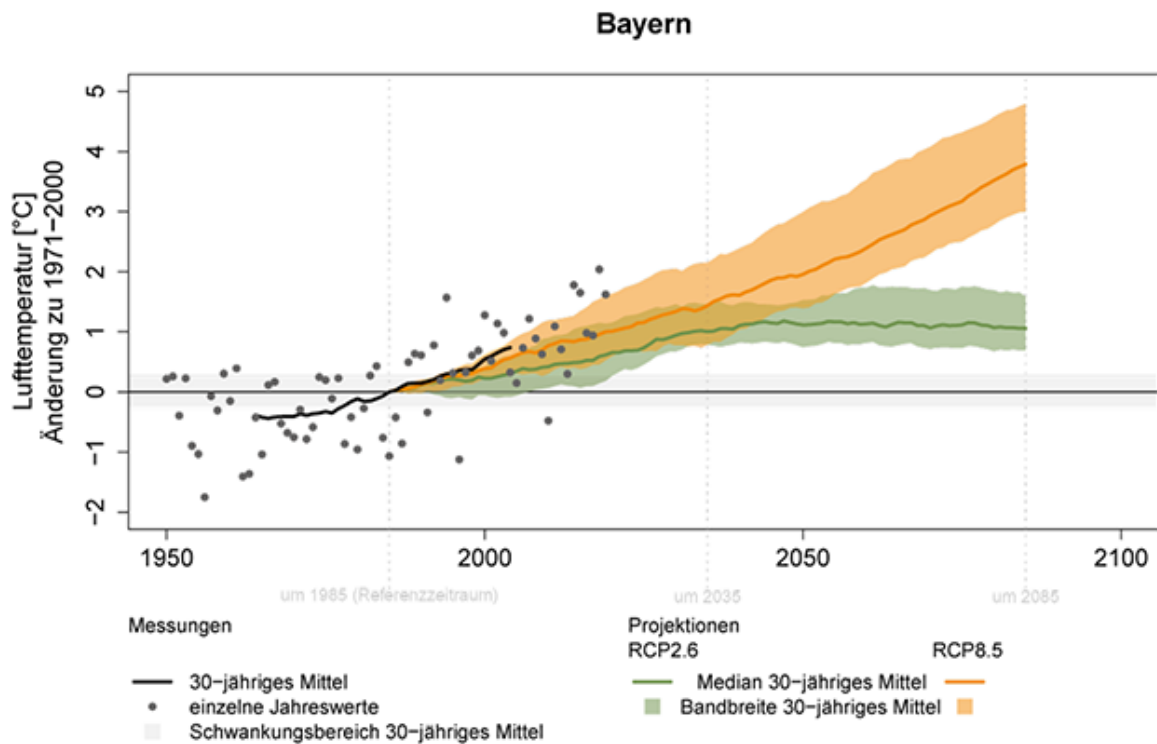 Bayern
Lufttemperatur [°C]
Änderung zu 1971−2000
5
4
3
2
1
0
−1
−2
1950
2000
2050
2100
um 1985 (Referenzzeitraum)
um 2035
um 2085
Messungen
30−jähriges Mittel
einzelne Jahreswerte
Schwankungsbereich 30−jähriges Mittel
Projektionen
RCP2.6
RCP8.5
Median 30−jähriges Mittel
Bandbreite 30−jähriges Mittel